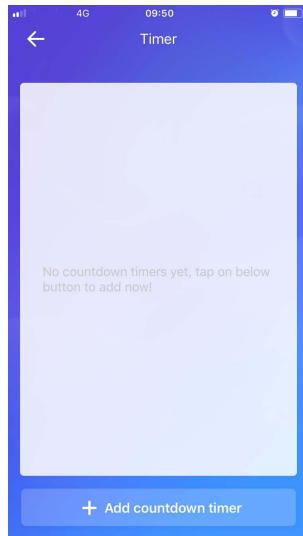 4G 09:50
Timer
No countdown timers yet, tap on below
button to add now!
+ Add countdown timer